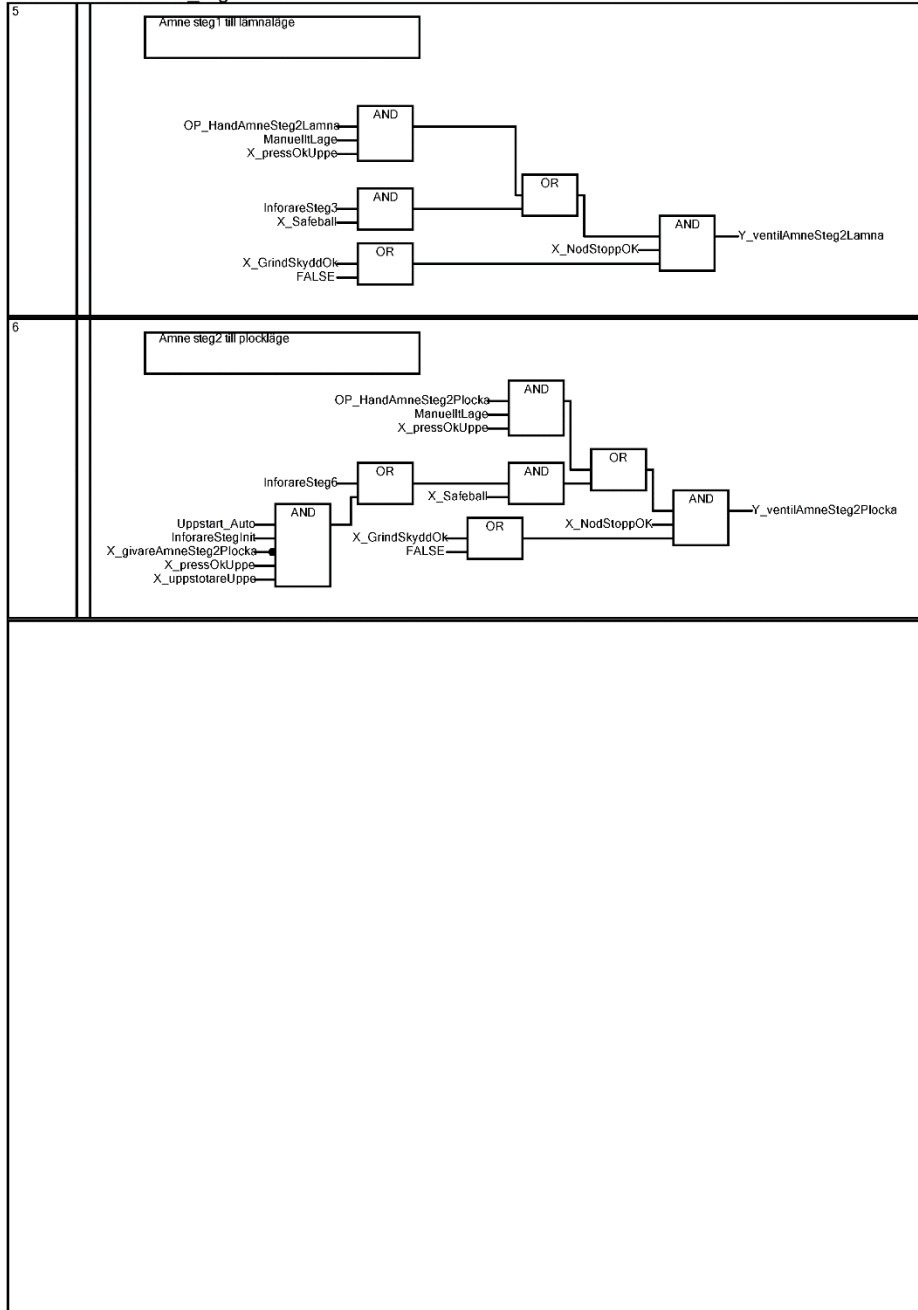 5
Ämne steg1 till lämnaläge
AND
OP_HandAmneSteg2Lamna
ManuelltLage
X_pressOkUppe
OR
AND
InforareSteg3
X_Safeball
AND
Y_ventilAmneSteg2Lamna
X_NodStoppOK
OR
X_GrindSkyddOk
FALSE
6
Ämne steg2 till plockläge
AND
OP_HandAmneSteg2Plocka
ManuelltLage
X_pressOkUppe
OR
OR
AND
InforareSteg6
X_Safeball
AND
Y_ventilAmneSteg2Plocka
AND
Uppstart_Auto
InforareStegInit
X_givareAmneSteg2Plocka
X_pressOkUppe
X_uppstotareUppe
OR
X_NodStoppOK
X_GrindSkyddOk
FALSE